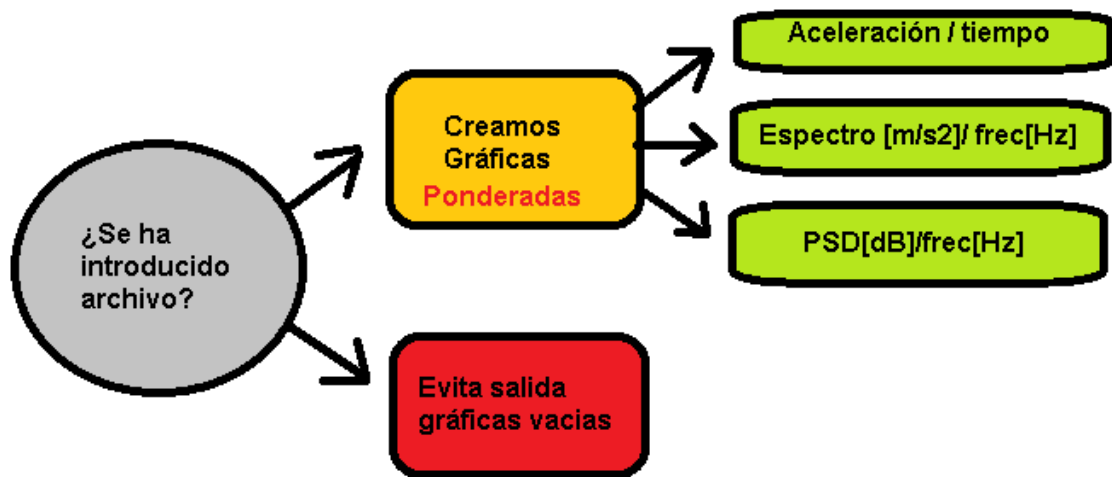 ¿Se ha
introducido
archivo?
Creamos
Gráficas
Ponderadas
Aceleración / tiempo
Espectro [m/s2]/ frec[Hz]
PSD[dB]/frec[Hz]
Evita salida
gráficas vacias